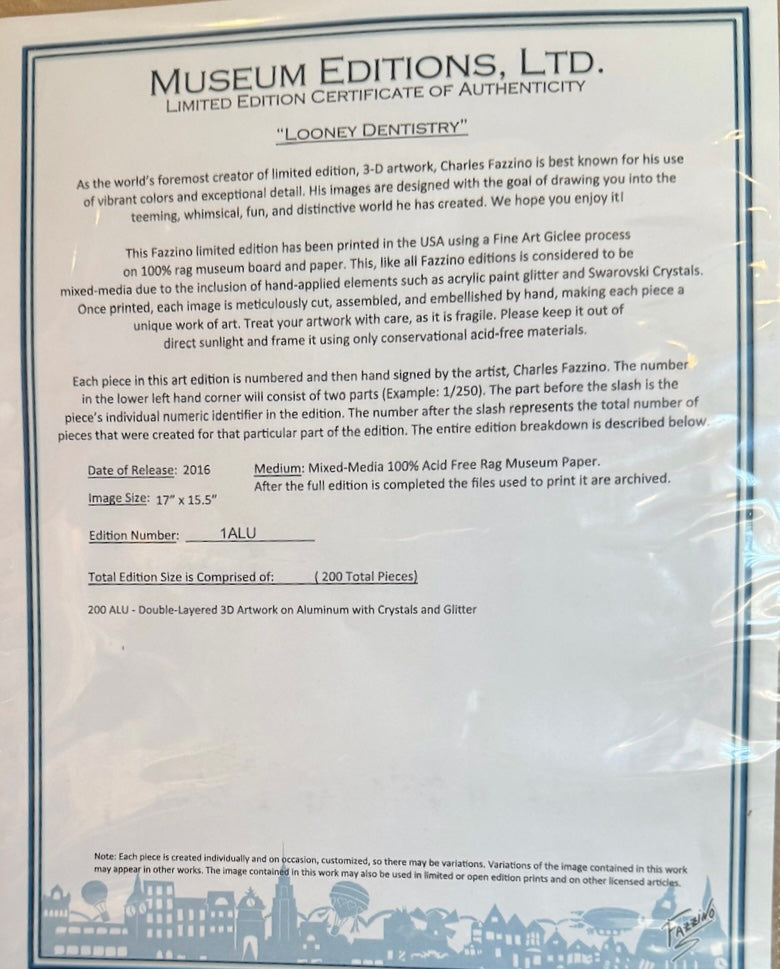 MUSEUM EDITIONS, LTD.
LIMITED EDITION CERTIFICATE OF AUTHENTICITY
"LOONEY DENTISTRY"
As the world's foremost creator of limited edition, 3-D artwork, Charles Fazzino is best known for his use
of vibrant colors and exceptional detail. His images are designed with the goal of drawing you into the
teeming, whimsical, fun, and distinctive world he has created. We hope you enjoy it!
This Fazzino limited edition has been printed in the USA using a Fine Art Giclee process
on 100% rag museum board and paper. This, like all Fazzino editions is considered to be
mixed-media due to the inclusion of hand-applied elements such as acrylic paint glitter and Swarovski Crystals.
Once printed, each image is meticulously cut, assembled, and embellished by hand, making each piece a
unique work of art. Treat your artwork with care, as it is fragile. Please keep it out of
direct sunlight and frame it using only conservational acid-free materials.
Each piece in this art edition is numbered and then hand signed by the artist, Charles Fazzino. The number
in the lower left hand corner will consist of two parts (Example: 1/250). The part before the slash is the
piece's individual numeric identifier in the edition. The number after the slash represents the total number of
pieces that were created for that particular part of the edition. The entire edition breakdown is described below.
Date of Release: 2016
Medium: Mixed-Media 100% Acid Free Rag Museum Paper.
After the full edition is completed the files used to print it are archived.
Image Size: 17" x 15.5"
Edition Number: 1ALU
Total Edition Size is Comprised of: ( 200 Total Pieces)
200 ALU - Double-Layered 3D Artwork on Aluminum with Crystals and Glitter
Note: Each piece is created individually and on occasion, customized, so there may be variations. Variations of the image contained in this work
may appear in other works. The image contained in this work may also be used in limited or open edition prints and on other licensed articles.
FAZZINO